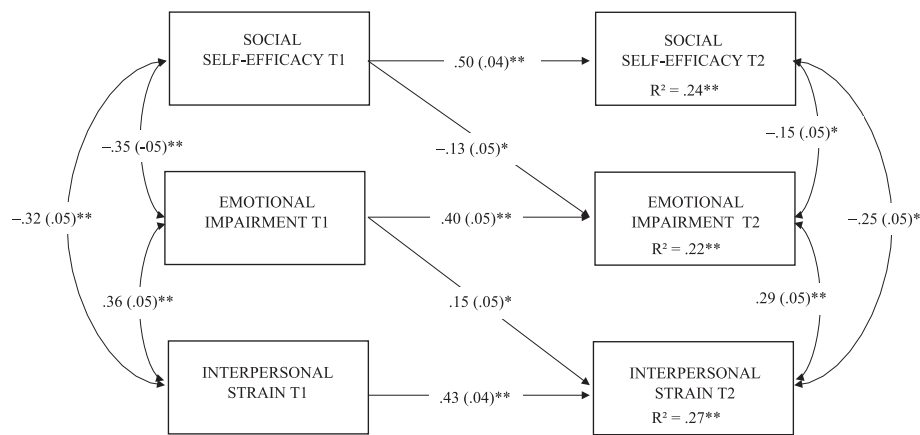 SOCIAL
SELF-EFFICACY T1
SOCIAL
SELF-EFFICACY T2
R² = .24**
.50 (.04)**
–.35 (-05)**
–.13 (.05)*
–.15 (.05)*
EMOTIONAL
IMPAIRMENT T1
EMOTIONAL
IMPAIRMENT T2
R² = .22**
–.32 (.05)**
.40 (.05)**
–.25 (.05)*
.36 (.05)**
.15 (.05)*
.29 (.05)**
INTERPERSONAL
STRAIN T1
INTERPERSONAL
STRAIN T2
R² = .27**
.43 (.04)**